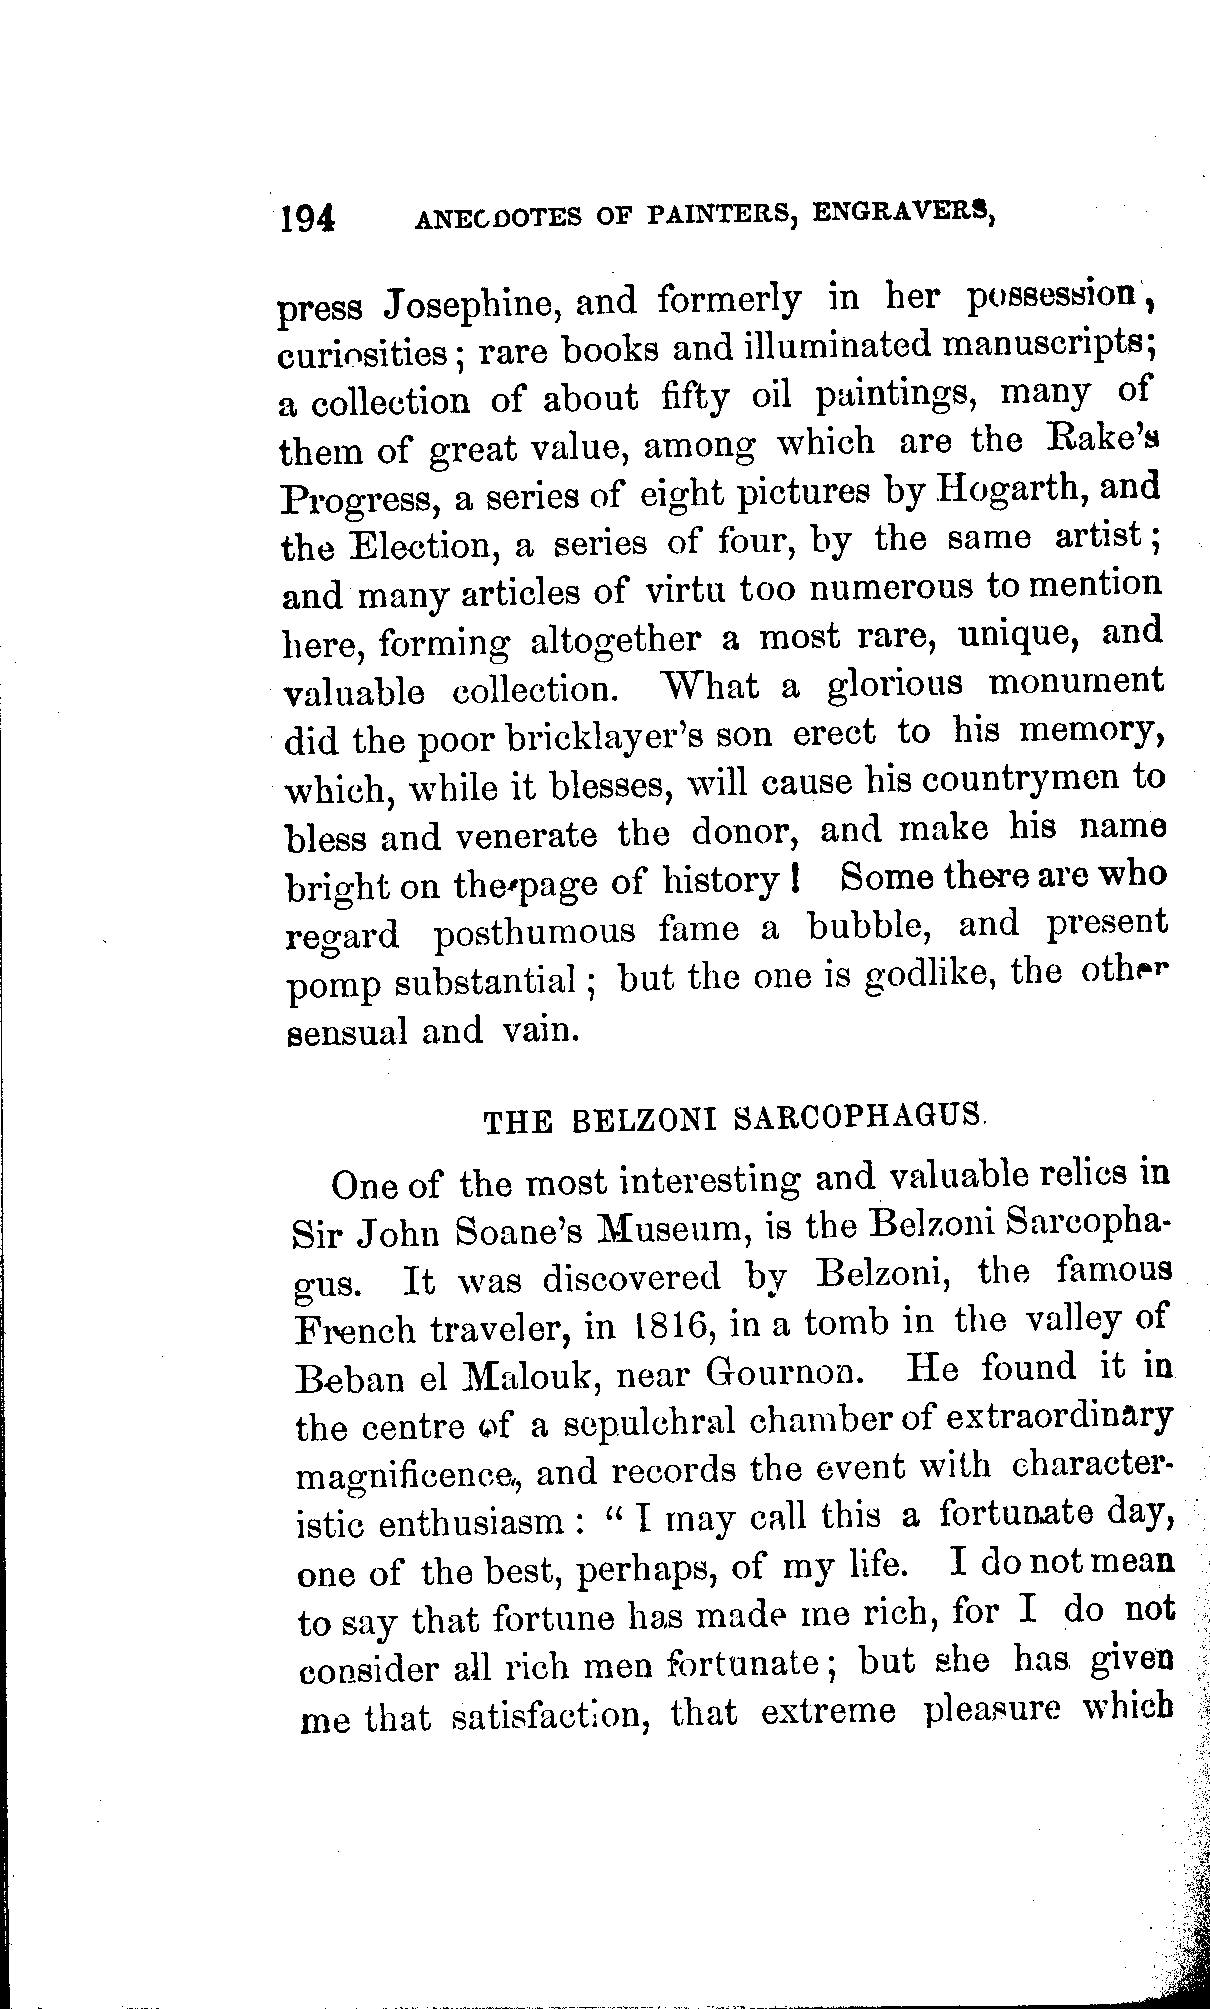 194 ANECDOTES OF PAINTERS, ENGRAVERS,
press Josephine, and formerly in her possession,
curiosities; rare books and illuminated manuscripts;
a collection of about fifty oil paintings, many of
them of great value, among which are the Rake's
Progress, a series of eight pictures by Hogarth, and
the Election, a series of four, by the same artist;
and many articles of virtu too numerous to mention
here, forming altogether a most rare, unique, and
valuable collection. What a glorious monument
did the poor bricklayer's son erect to his memory,
which, while it blesses, will cause his countrymen to
bless and venerate the donor, and make his name
bright on the page of history! Some there are who
regard posthumous fame a bubble, and present
pomp substantial; but the one is godlike, the other
sensual and vain.
THE BELZONI SARCOPHAGUS.
One of the most interesting and valuable relics in
Sir John Soane's Museum, is the Belzoni Sarcopha-
gus. It was discovered by Belzoni, the famous
French traveler, in 1816, in a tomb in the valley of
Beban el Malouk, near Gournon. He found it in
the centre of a sepulchral chamber of extraordinary
magnificence, and records the event with character-
istic enthusiasm: "I may call this a fortunate day,
one of the best, perhaps, of my life. I do not mean
to say that fortune has made me rich, for I do not
consider all rich men fortunate; but she has given
me that satisfaction, that extreme pleasure which